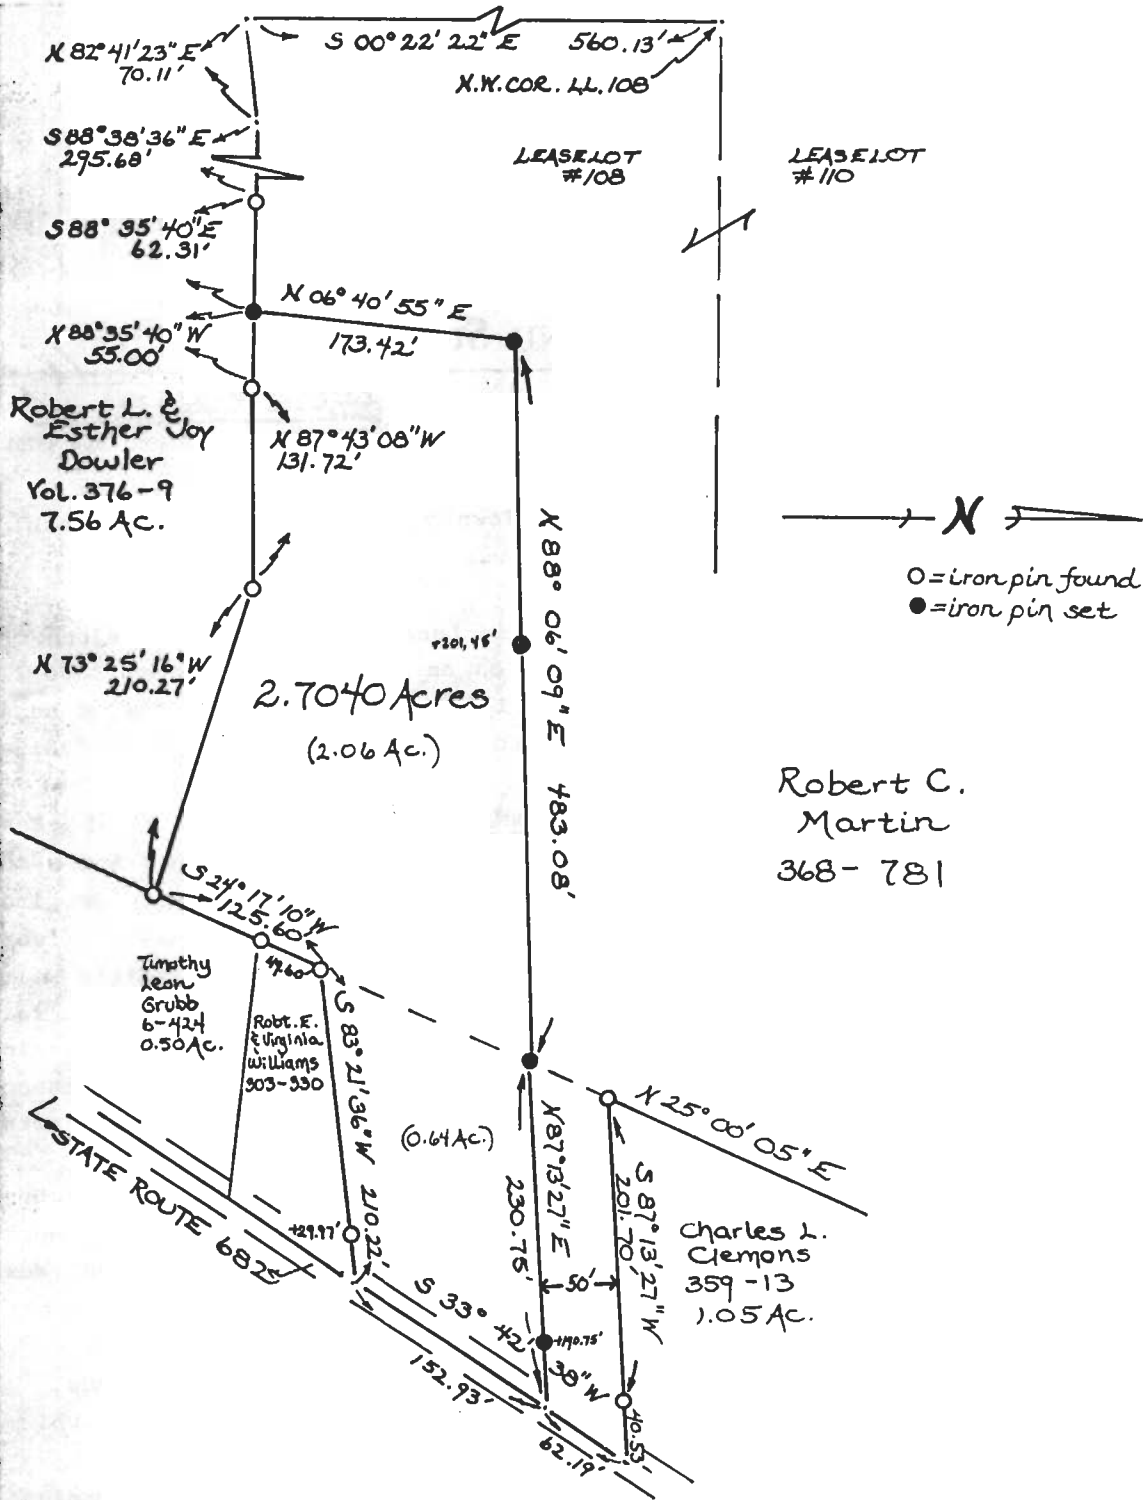 N 82°41'23" E
70.11'
S 00°22'22" E
560.13'
N.W. COR. LL. 108
S 88°38'36" E
295.68'
LEASE LOT
#108
LEASE LOT
#110
S 88° 35' 40" E
62.31'
N 06° 40' 55" E
173.42'
N 88°35'40" W
55.00'
Robert L. &
Esther Joy
Dowler
Vol. 376-9
7.56 Ac.
N 87°43'08" W
131.72'
N
O = iron pin found
● = iron pin set
N 88° 06' 09" E 483.08'
+201.45'
N 73° 25' 16" W
210.27'
2.7040 Acres
(2.06 Ac.)
Robert C.
Martin
368- 781
S 24° 17' 10" W
125.60'
49.60
Timothy
Leon
Grubb
6-424
0.50 Ac.
Robt. E.
& Virginia
Williams
303-330
S 83° 21' 36" W 210.22'
(0.64 AC.)
N 87°13'27" E
230.75'
N 25° 00' 05" E
S 87° 13' 27" W
201.70'
Charles L.
Clemons
359-13
1.05 AC.
STATE ROUTE 682
+29.97'
50'
S 33° 42' 38" W
+190.75'
152.93'
62.19'
40.53'